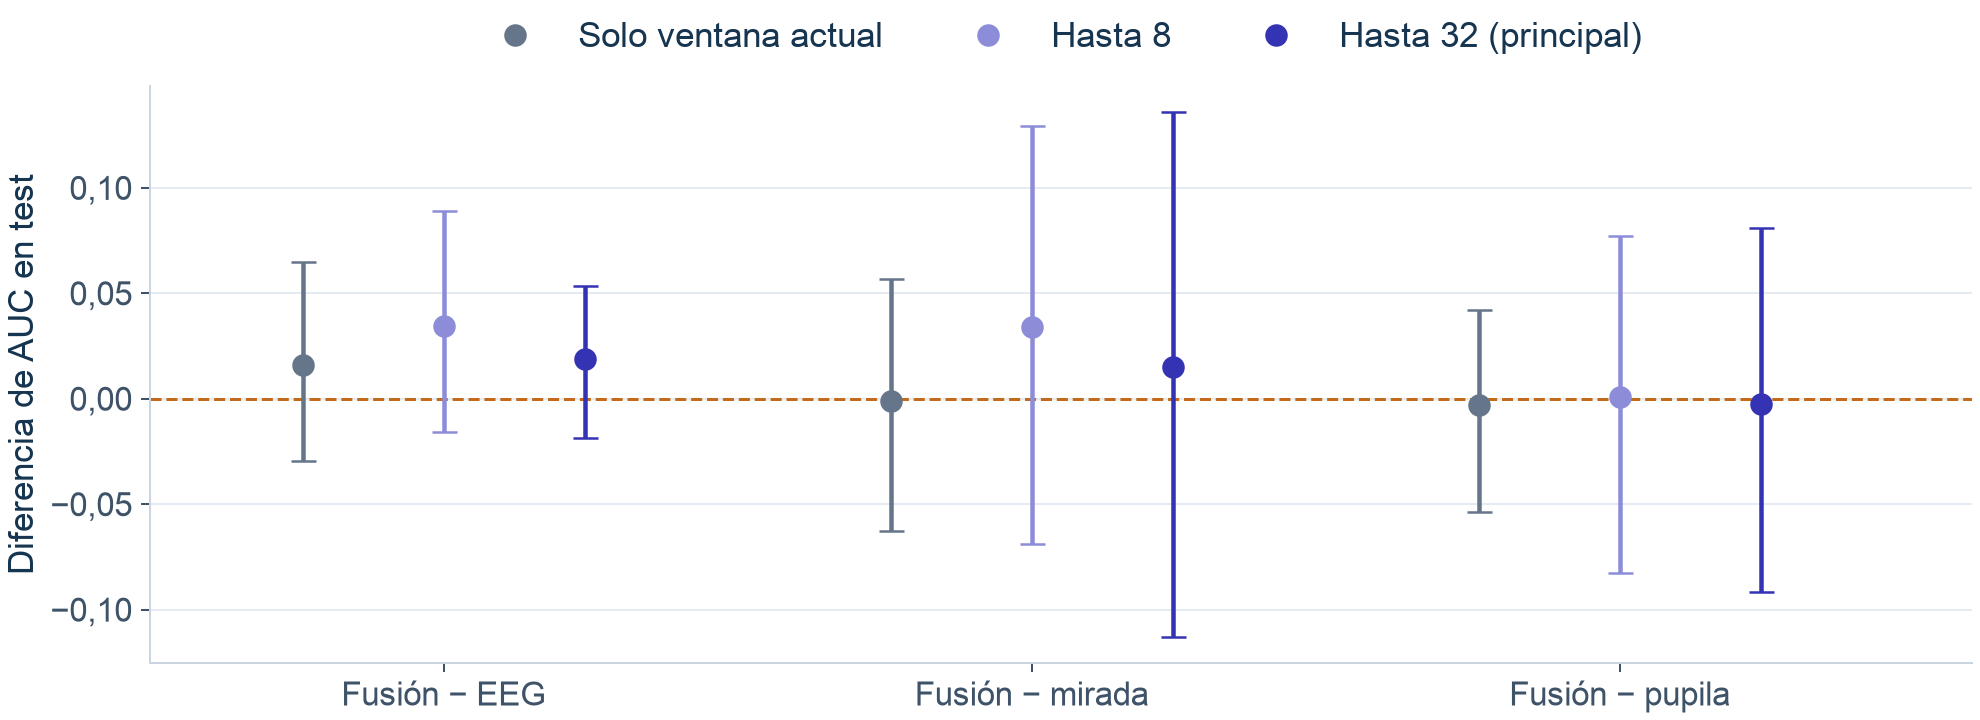 Solo ventana actual
Hasta 8
Hasta 32 (principal)
Diferencia de AUC en test
0,10
0,05
0,00
−0,05
−0,10
Fusión − EEG
Fusión − mirada
Fusión − pupila